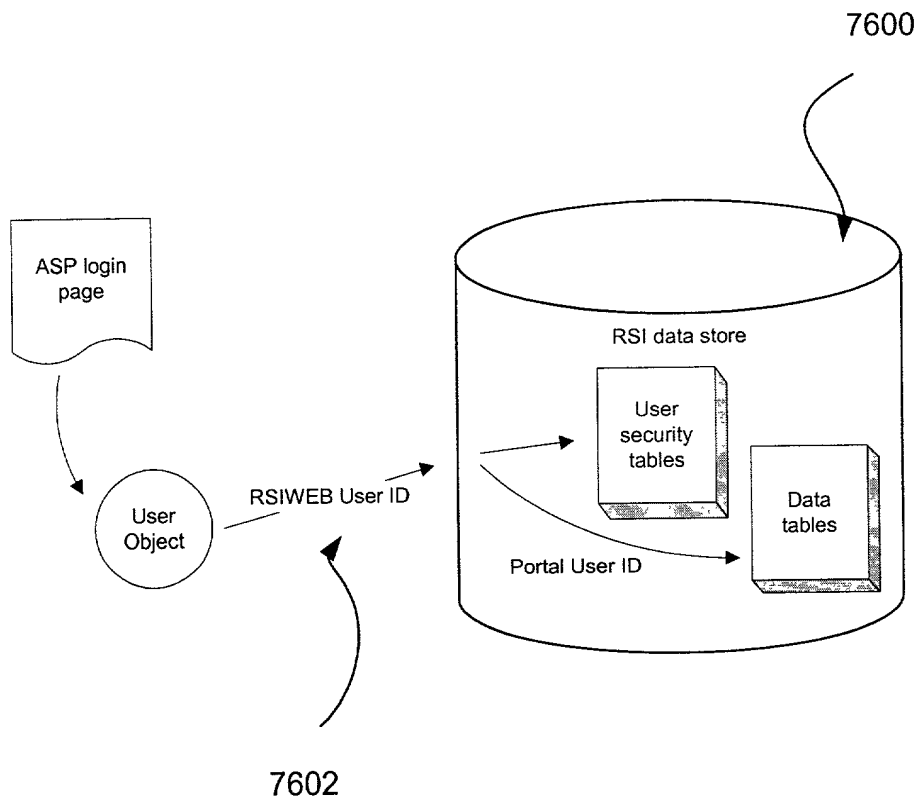 7600
ASP login
page
RSI data store
User
security
tables
RSIWEB User ID
User
Object
Data
tables
Portal User ID
7602